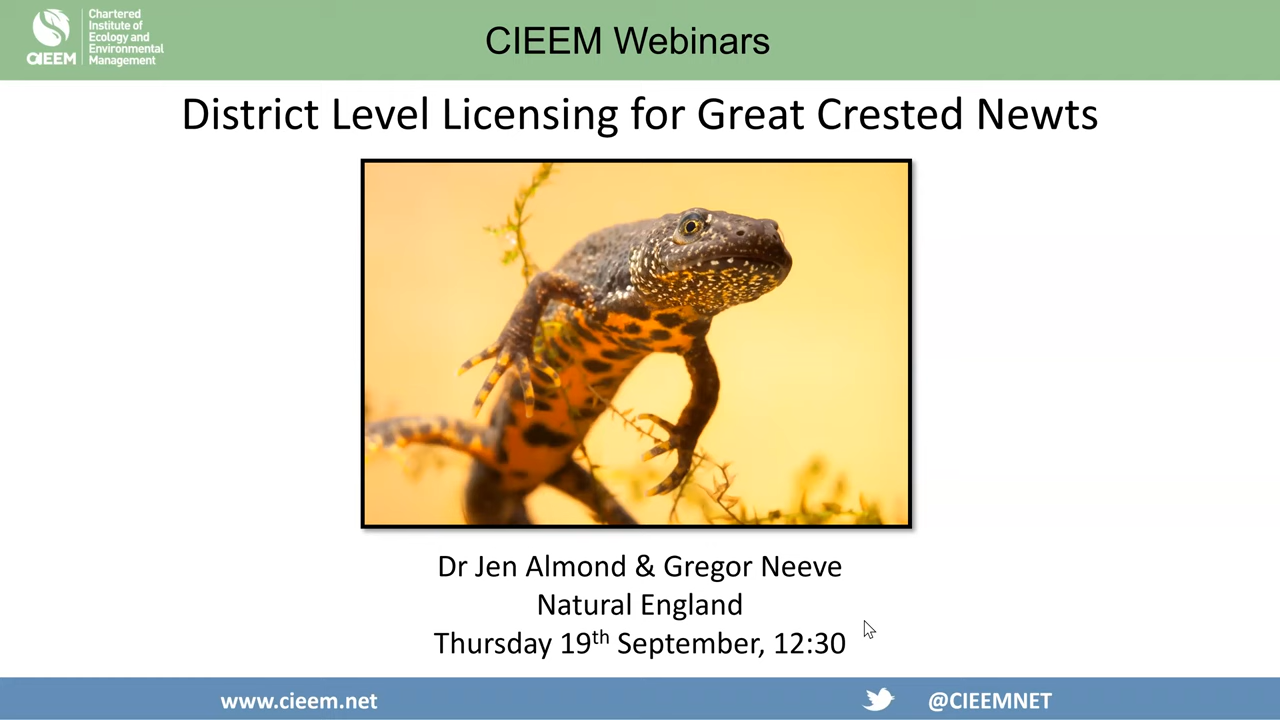 Chartered
Institute of
Ecology and
Environmental
Management
CIEEM
CIEEM Webinars
District Level Licensing for Great Crested Newts
Dr Jen Almond & Gregor Neeve
Natural England
Thursday 19th September, 12:30
www.cieem.net
@CIEEMNET